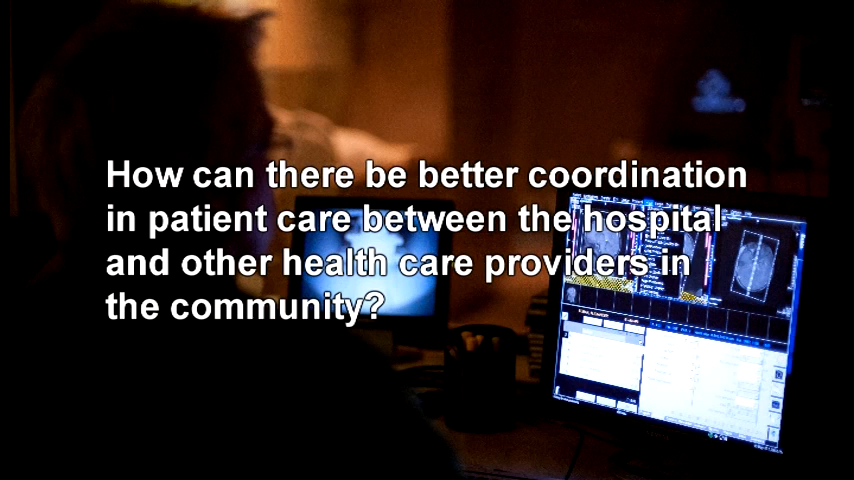 How can there be better coordination
in patient care between the hospital
and other health care providers in
the community?